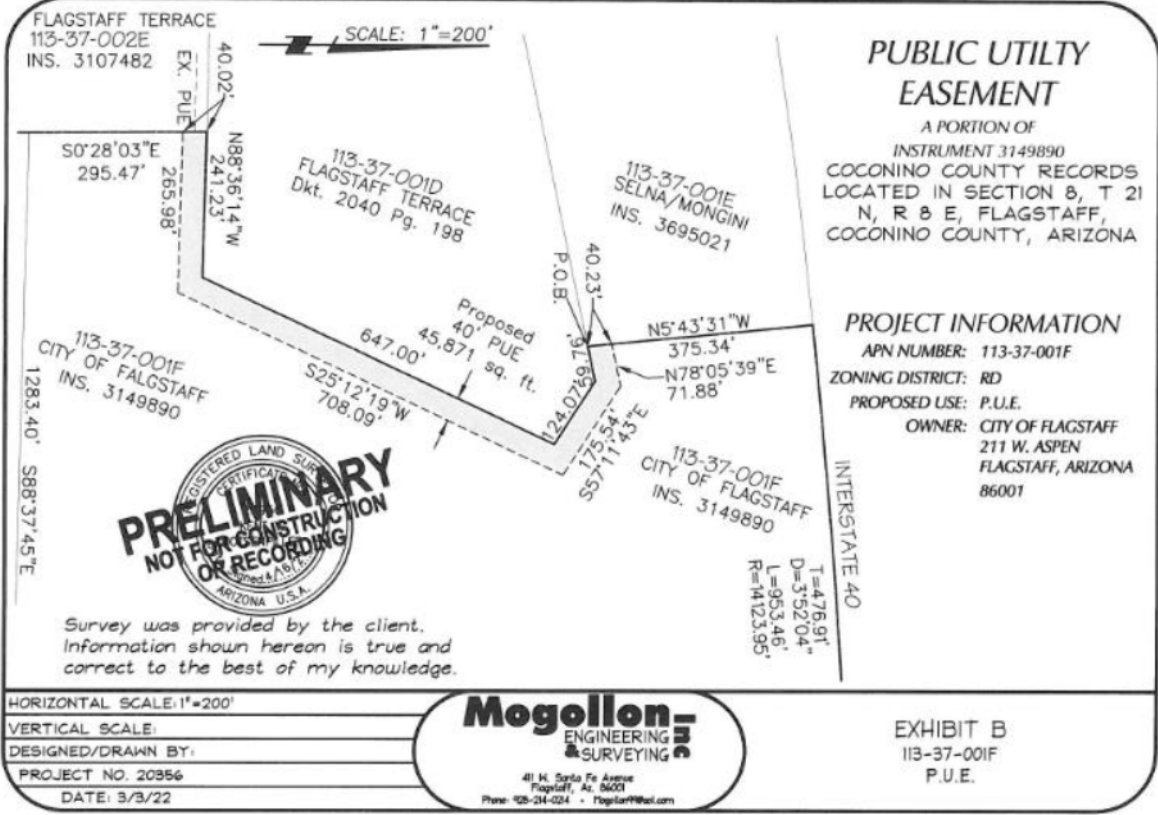 FLAGSTAFF TERRACE
113-37-002E
INS. 3107482
EX. PUE
40.02'
SCALE: 1"=200'
S0°28'03"E
295.47'
265.98'
N88°36'14"W
241.23'
113-37-001D
FLAGSTAFF TERRACE
Dkt. 2040 Pg. 198
113-37-001E
SELNA/MONGINI
INS. 3695021
P.O.B.
40.23'
N5°43'31"W
375.34'
N78°05'39"E
71.88'
59.76'
124.07'
175.54'
S57°11'43"E
Proposed
40' PUE
45,871
sq. ft.
647.00'
S25°12'19"W
708.09'
113-37-001F
CITY OF FALGSTAFF
INS. 3149890
1283.40' S88°37'45"E
113-37-001F
CITY OF FLAGSTAFF
INS. 3149890
INTERSTATE 40
T=476.91'
D=3°52'04"
L=953.46'
R=14123.95'
REGISTERED LAND SUR
CERTIFICATE
ARIZONA U.S.A.
PRELIMINARY
NOT FOR CONSTRUCTION
OR RECORDING
Survey was provided by the client.
Information shown hereon is true and
correct to the best of my knowledge.
PUBLIC UTILTY
EASEMENT
A PORTION OF
INSTRUMENT 3149890
COCONINO COUNTY RECORDS
LOCATED IN SECTION 8, T 21
N, R 8 E, FLAGSTAFF,
COCONINO COUNTY, ARIZONA
PROJECT INFORMATION
APN NUMBER: 113-37-001F
ZONING DISTRICT: RD
PROPOSED USE: P.U.E.
OWNER: CITY OF FLAGSTAFF
211 W. ASPEN
FLAGSTAFF, ARIZONA
86001
HORIZONTAL SCALE:1"=200'
VERTICAL SCALE:
DESIGNED/DRAWN BY:
PROJECT NO. 20356
DATE: 3/3/22
Mogollon Inc
ENGINEERING
& SURVEYING
411 W. Santa Fe Avenue
Flagstaff, Az. 86001
Phone: 928-214-0214 •
EXHIBIT B
113-37-001F
P.U.E.